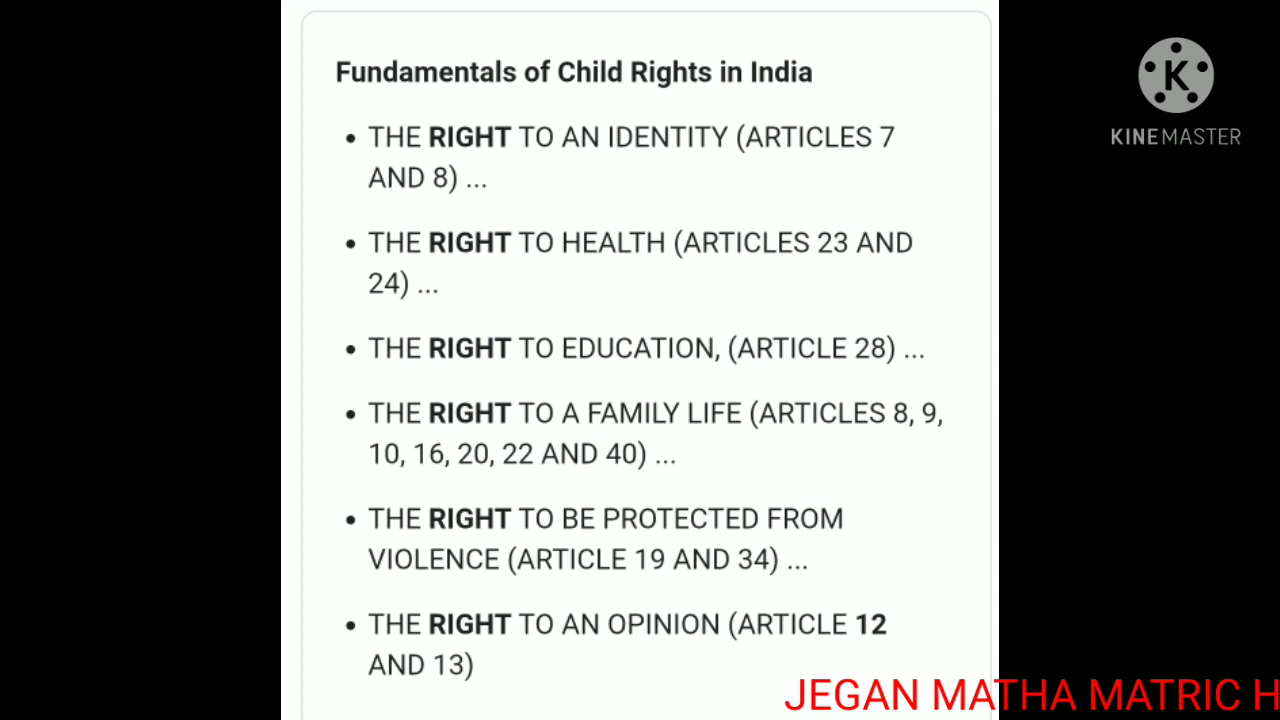 Fundamentals of Child Rights in India
• THE RIGHT TO AN IDENTITY (ARTICLES 7
AND 8) ...
• THE RIGHT TO HEALTH (ARTICLES 23 AND
24) ...
• THE RIGHT TO EDUCATION, (ARTICLE 28) ...
• THE RIGHT TO A FAMILY LIFE (ARTICLES 8, 9,
10, 16, 20, 22 AND 40) ...
• THE RIGHT TO BE PROTECTED FROM
VIOLENCE (ARTICLE 19 AND 34) ...
• THE RIGHT TO AN OPINION (ARTICLE 12
AND 13)
K
KINEMASTER
JEGAN MATHA MATRIC H